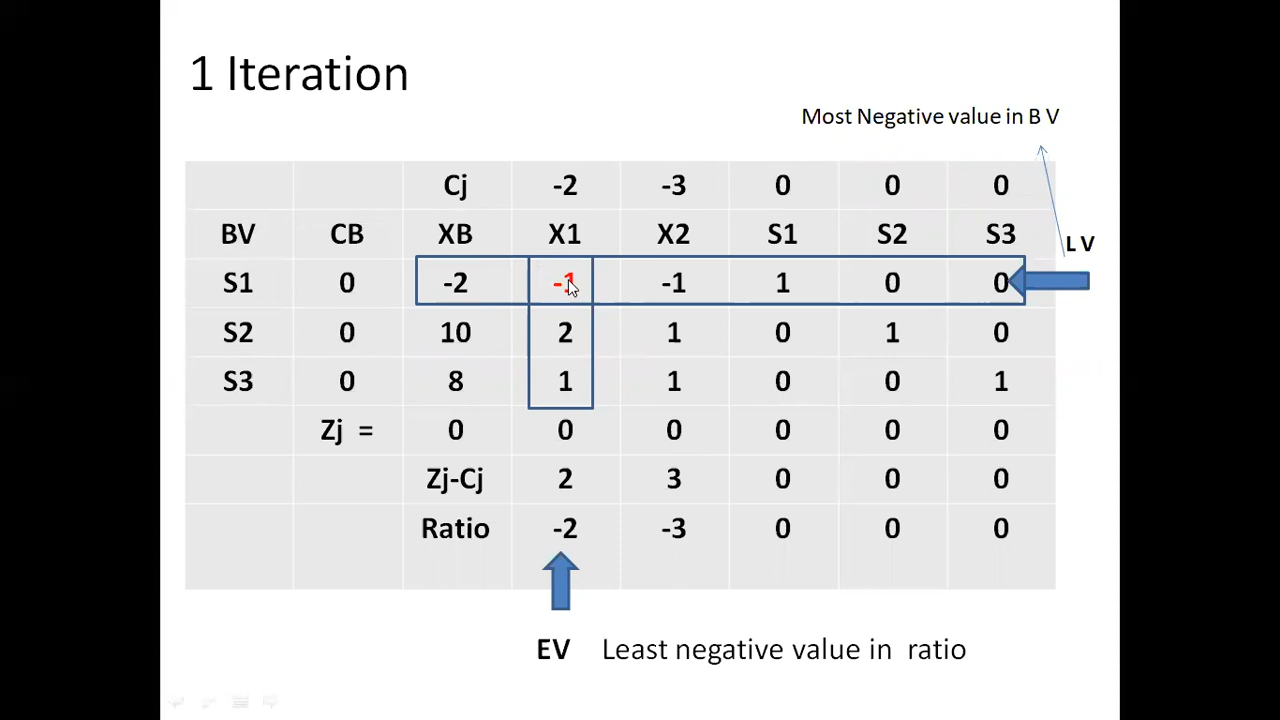 1 Iteration
Most Negative value in B V
Cj -2 -3 0 0 0
BV CB XB X1 X2 S1 S2 S3
L V
S1 0 -2 -1 -1 1 0 0
S2 0 10 2 1 0 1 0
S3 0 8 1 1 0 0 1
Zj = 0 0 0 0 0 0
Zj-Cj 2 3 0 0 0
Ratio -2 -3 0 0 0
EV Least negative value in ratio